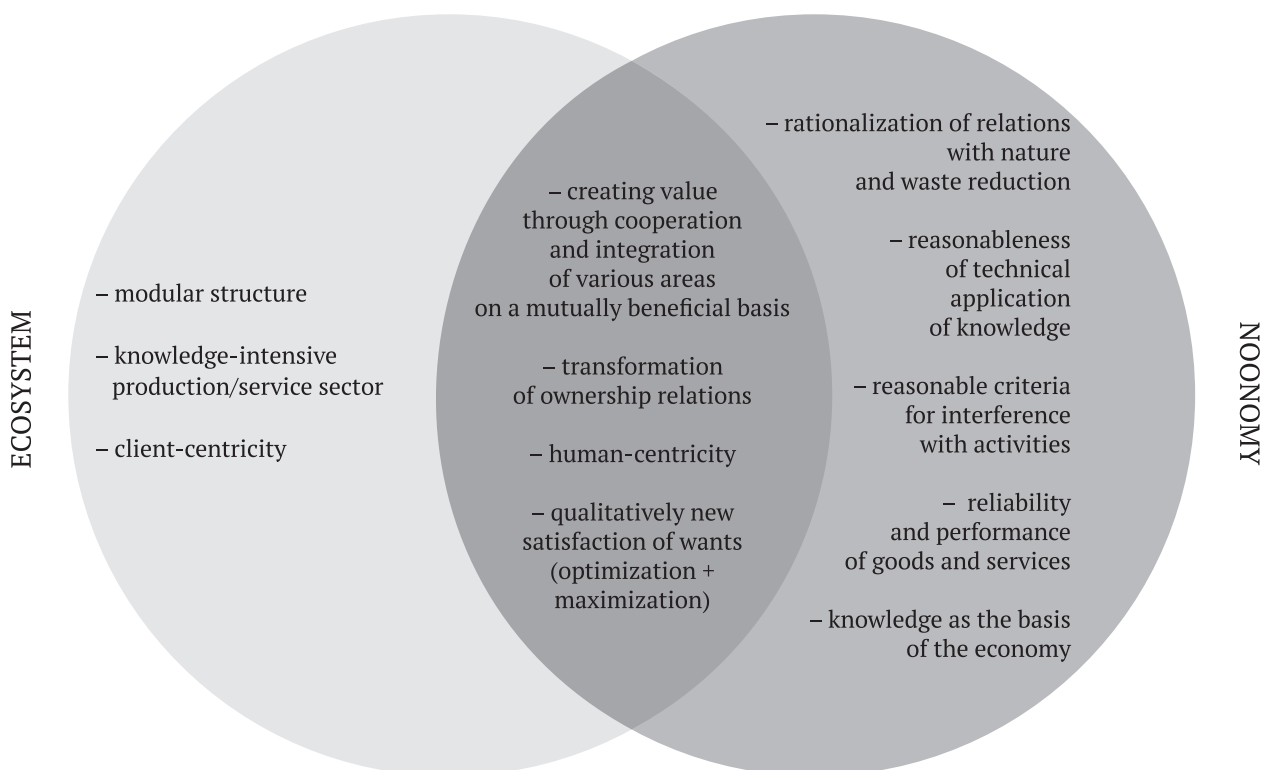 ECOSYSTEM
– modular structure
– knowledge-intensive
production/service sector
– client-centricity
– creating value
through cooperation
and integration
of various areas
on a mutually beneficial basis
– transformation
of ownership relations
– human-centricity
– qualitatively new
satisfaction of wants
(optimization +
maximization)
– rationalization of relations
with nature
and waste reduction
– reasonableness
of technical
application
of knowledge
– reasonable criteria
for interference
with activities
– reliability
and performance
of goods and services
– knowledge as the basis
of the economy
NOONOMY